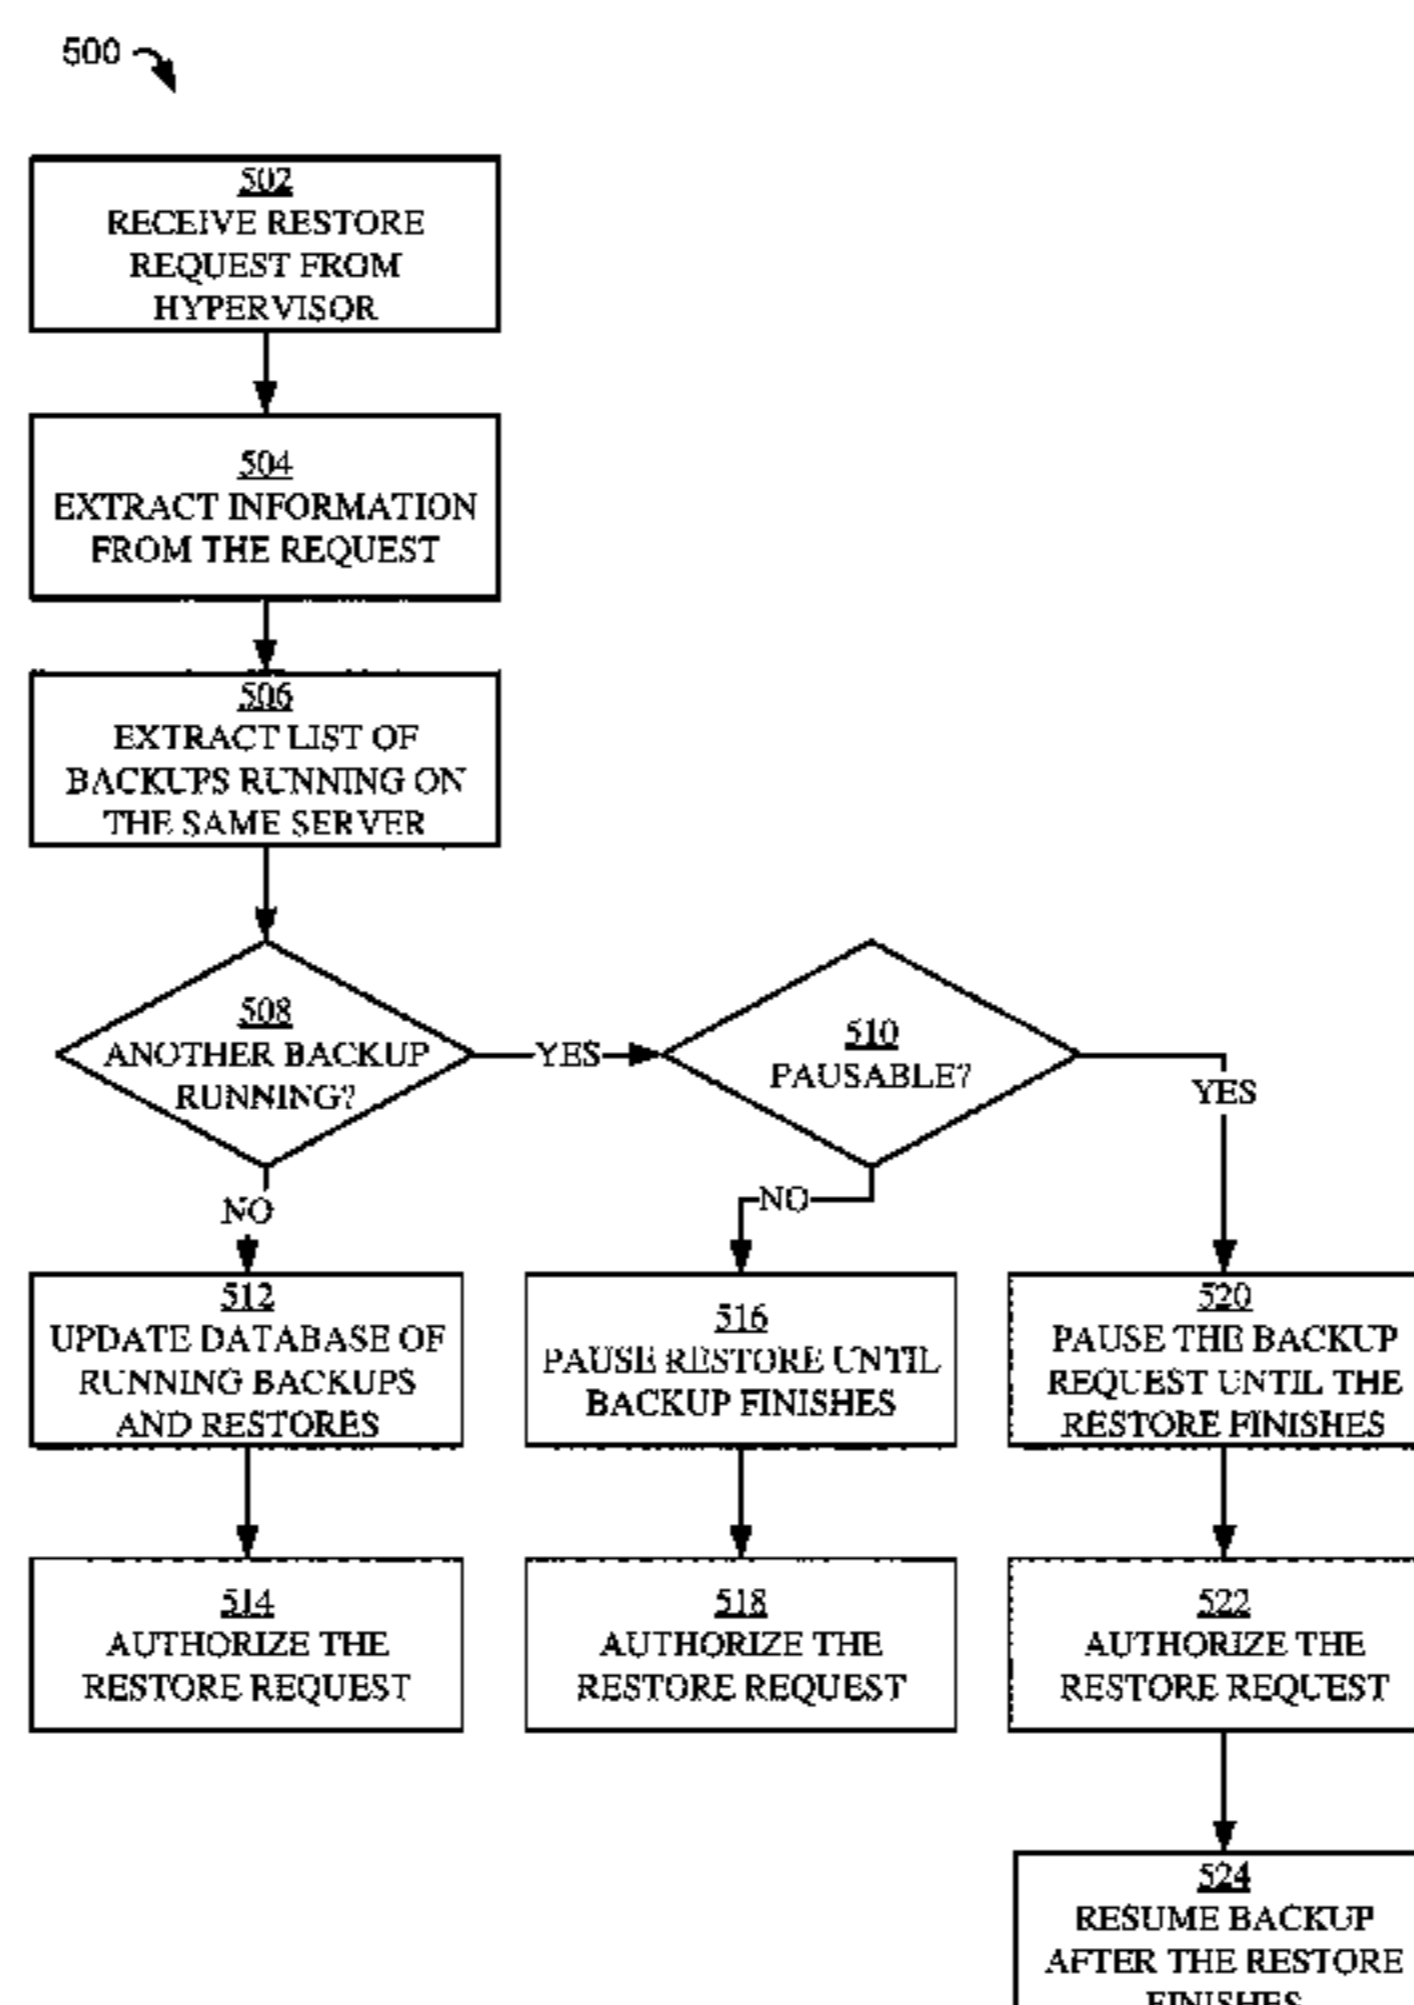 500
502
RECEIVE RESTORE
REQUEST FROM
HYPERVISOR
504
EXTRACT INFORMATION
FROM THE REQUEST
506
EXTRACT LIST OF
BACKUPS RUNNING ON
THE SAME SERVER
508
ANOTHER BACKUP
RUNNING?
YES
510
PAUSABLE?
YES
NO
NO
512
UPDATE DATABASE OF
RUNNING BACKUPS
AND RESTORES
516
PAUSE RESTORE UNTIL
BACKUP FINISHES
520
PAUSE THE BACKUP
REQUEST UNTIL THE
RESTORE FINISHES
514
AUTHORIZE THE
RESTORE REQUEST
518
AUTHORIZE THE
RESTORE REQUEST
522
AUTHORIZE THE
RESTORE REQUEST
524
RESUME BACKUP
AFTER THE RESTORE
FINISHES